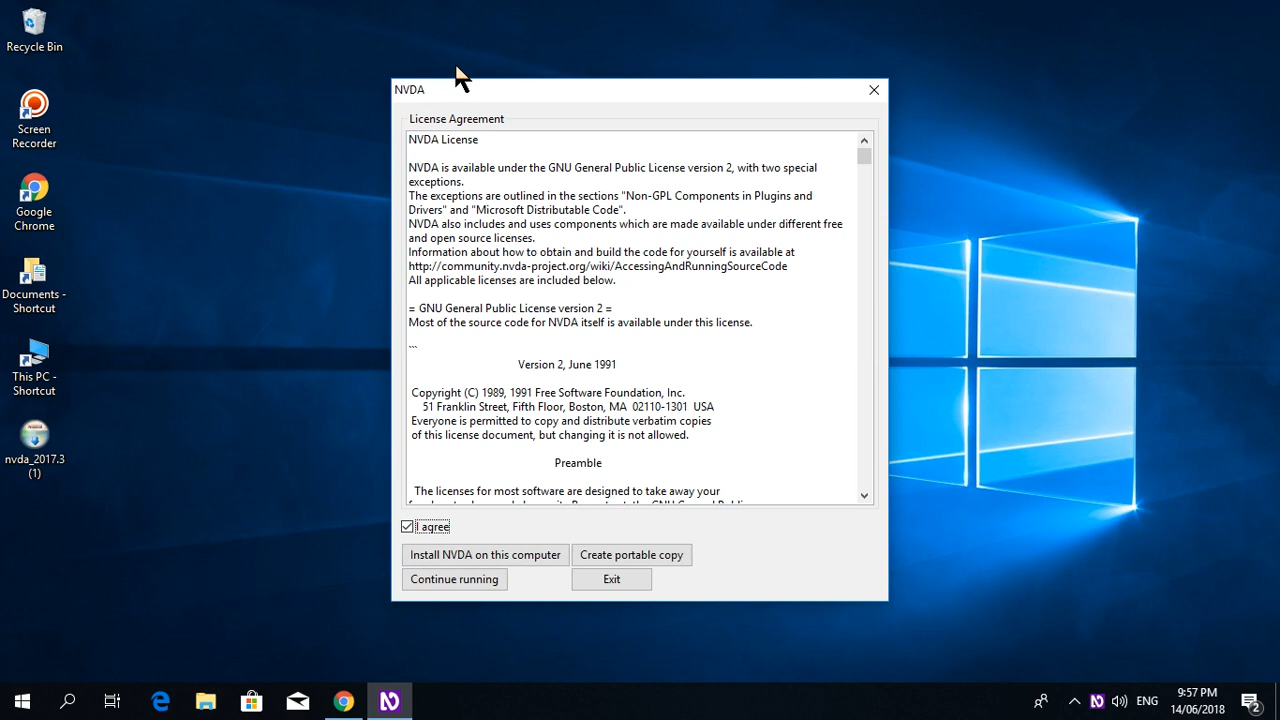 Recycle Bin
Screen
Recorder
Google
Chrome
Documents -
Shortcut
This PC -
Shortcut
nvda_2017.3
(1)
NVDA
License Agreement
NVDA License
NVDA is available under the GNU General Public License version 2, with two special
exceptions.
The exceptions are outlined in the sections "Non-GPL Components in Plugins and
Drivers" and "Microsoft Distributable Code".
NVDA also includes and uses components which are made available under different free
and open source licenses.
Information about how to obtain and build the code for yourself is available at
http://community.nvda-project.org/wiki/AccessingAndRunningSourceCode
All applicable licenses are included below.
= GNU General Public License version 2 =
Most of the source code for NVDA itself is available under this license.
```
Version 2, June 1991
Copyright (C) 1989, 1991 Free Software Foundation, Inc.
51 Franklin Street, Fifth Floor, Boston, MA  02110-1301  USA
Everyone is permitted to copy and distribute verbatim copies
of this license document, but changing it is not allowed.
Preamble
The licenses for most software are designed to take away your
I agree
Install NVDA on this computer
Create portable copy
Continue running
Exit
ENG
9:57 PM
14/06/2018
2